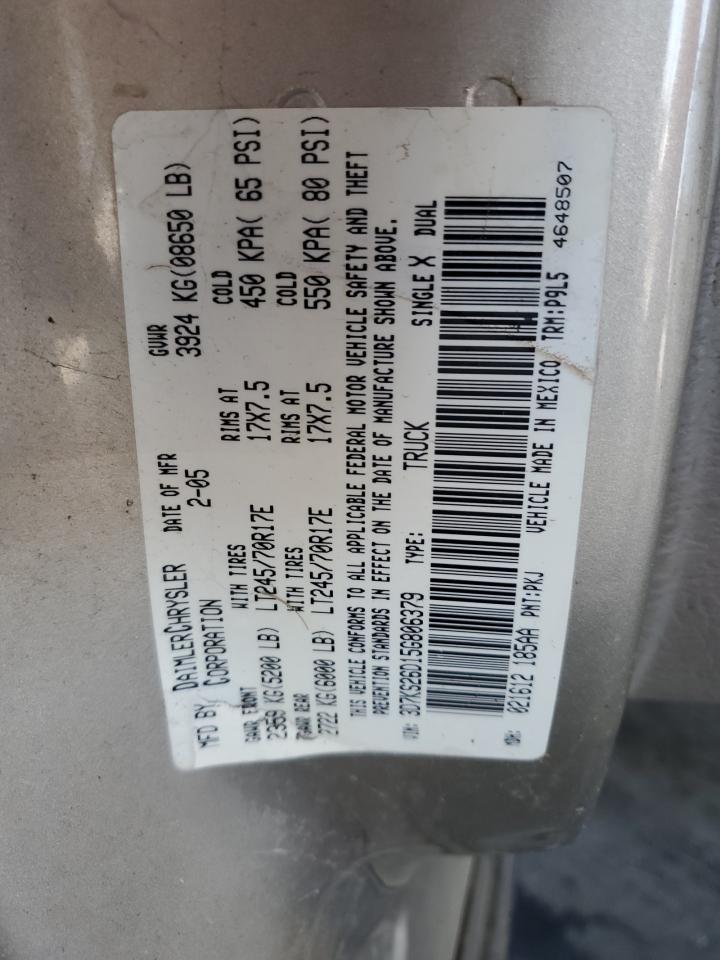 MFD BY DAIMLERCHRYSLER CORPORATION DATE OF MFR 2-05 GVWR 3924 KG(08650 LB)
GAWR FRONT WITH TIRES RIMS AT COLD
2359 KG(5200 LB) LT245/70R17E 17X7.5 450 KPA( 65 PSI)
GAWR REAR WITH TIRES RIMS AT COLD
2722 KG(6000 LB) LT245/70R17E 17X7.5 550 KPA( 80 PSI)
THIS VEHICLE CONFORMS TO ALL APPLICABLE FEDERAL MOTOR VEHICLE SAFETY AND THEFT
PREVENTION STANDARDS IN EFFECT ON THE DATE OF MANUFACTURE SHOWN ABOVE.
VIN: 3D7KS26D15G806379 TYPE: TRUCK SINGLE X DUAL
MDH: 021612 185AA PNT:PKJ VEHICLE MADE IN MEXICO TRM:P9L5 4648507